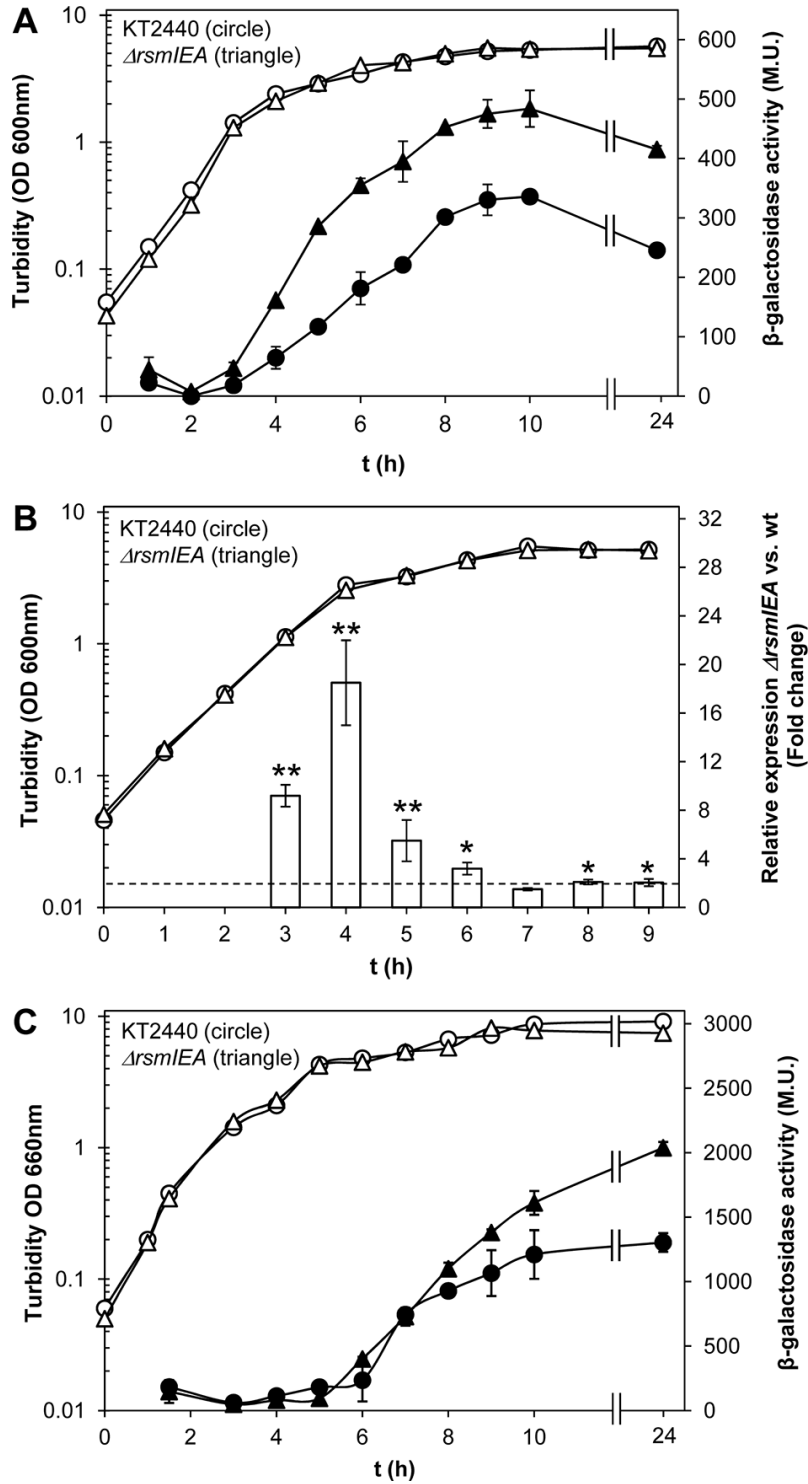 A
KT2440 (circle)
ΔrsmIEA (triangle)
Turbidity (OD 600nm)
10
1
0.1
0.01
β-galactosidase activity (M.U.)
600
500
400
300
200
100
0
0 2 4 6 8 10 24
t (h)
B
KT2440 (circle)
ΔrsmIEA (triangle)
Turbidity (OD 600nm)
10
1
0.1
0.01
Relative expression ΔrsmIEA vs. wt
(Fold change)
32
28
24
20
16
12
8
4
0
** ** ** * * *
0 1 2 3 4 5 6 7 8 9
t (h)
C
KT2440 (circle)
ΔrsmIEA (triangle)
Turbidity OD 660nm
10
1
0.1
0.01
β-galactosidase activity (M.U.)
3000
2500
2000
1500
1000
500
0
0 2 4 6 8 10 24
t (h)